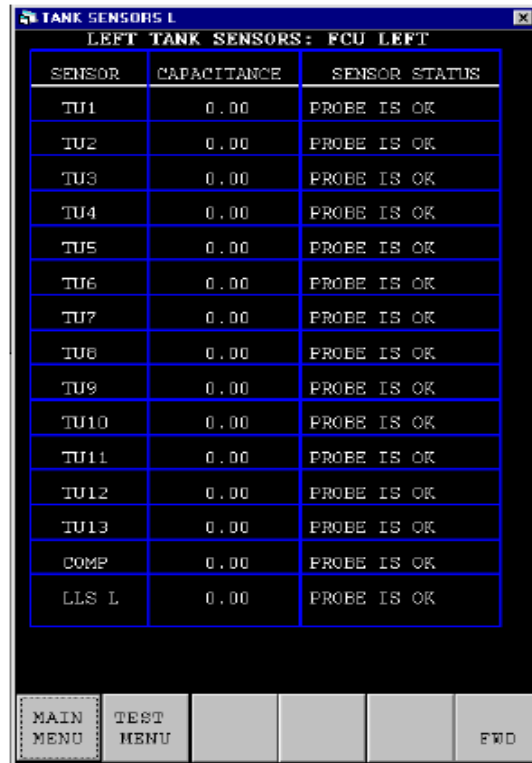 TANK SENSORS L
LEFT TANK SENSORS: FCU LEFT
SENSOR CAPACITANCE SENSOR STATUS
TU1 0.00 PROBE IS OK
TU2 0.00 PROBE IS OK
TU3 0.00 PROBE IS OK
TU4 0.00 PROBE IS OK
TU5 0.00 PROBE IS OK
TU6 0.00 PROBE IS OK
TU7 0.00 PROBE IS OK
TU8 0.00 PROBE IS OK
TU9 0.00 PROBE IS OK
TU10 0.00 PROBE IS OK
TU11 0.00 PROBE IS OK
TU12 0.00 PROBE IS OK
TU13 0.00 PROBE IS OK
COMP 0.00 PROBE IS OK
LLS L 0.00 PROBE IS OK
MAIN TEST
MENU MENU FWD